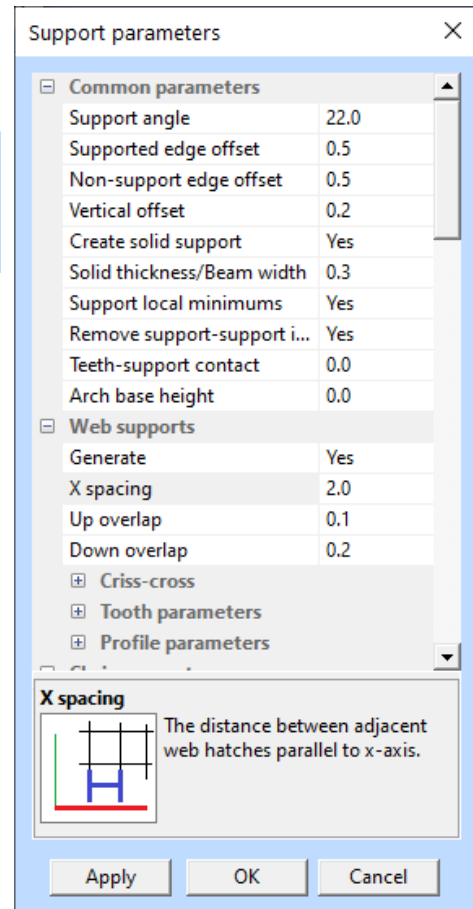 Support parameters
Common parameters
Support angle 22.0
Supported edge offset 0.5
Non-support edge offset 0.5
Vertical offset 0.2
Create solid support Yes
Solid thickness/Beam width 0.3
Support local minimums Yes
Remove support-support i... Yes
Teeth-support contact 0.0
Arch base height 0.0
Web supports
Generate Yes
X spacing 2.0
Up overlap 0.1
Down overlap 0.2
Criss-cross
Tooth parameters
Profile parameters
X spacing
The distance between adjacent
web hatches parallel to x-axis.
Apply OK Cancel